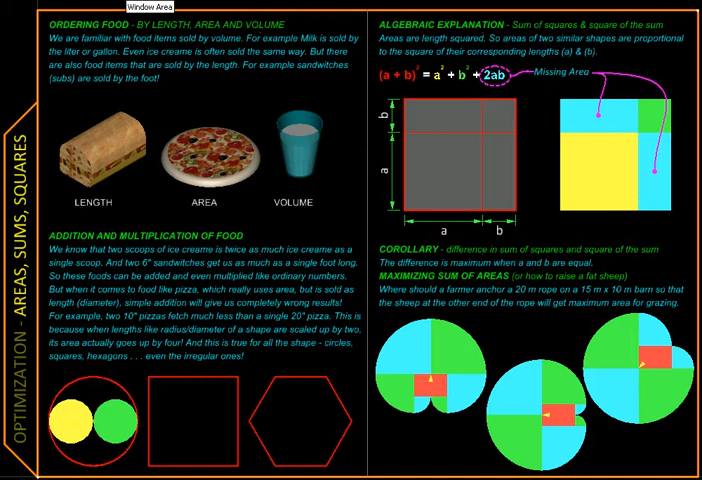 Window Area
OPTIMIZATION - AREAS, SUMS, SQUARES
ORDERING FOOD - BY LENGTH, AREA AND VOLUME
We are familiar with food items sold by volume. For example Milk is sold by
the liter or gallon. Even ice creame is often sold the same way. But there
are also food items that are sold by the length. For example sandwitches
(subs) are sold by the foot!
LENGTH
AREA
VOLUME
ADDITION AND MULTIPLICATION OF FOOD
We know that two scoops of ice creame is twice as much ice creame as a
single scoop. And two 6" sandwitches get us as much as a single foot long.
So these foods can be added and even multiplied like ordinary numbers.
But when it comes to food like pizza, which really uses area, but is sold as
length (diameter), simple addition will give us completely wrong results!
For example, two 10" pizzas fetch much less than a single 20" pizza. This is
because when lengths like radius/diameter of a shape are scaled up by two,
its area actually goes up by four! And this is true for all the shape - circles,
squares, hexagons . . . even the irregular ones!
ALGEBRAIC EXPLANATION - Sum of squares & square of the sum
Areas are length squared. So areas of two similar shapes are proportional
to the square of their corresponding lengths (a) & (b).
(a + b)² = a² + b² + 2ab
Missing Area
b
a
a
b
COROLLARY - difference in sum of squares and square of the sum
The difference is maximum when a and b are equal.
MAXIMIZING SUM OF AREAS (or how to raise a fat sheep)
Where should a farmer anchor a 20 m rope on a 15 m x 10 m barn so that
the sheep at the other end of the rope will get maximum area for grazing.